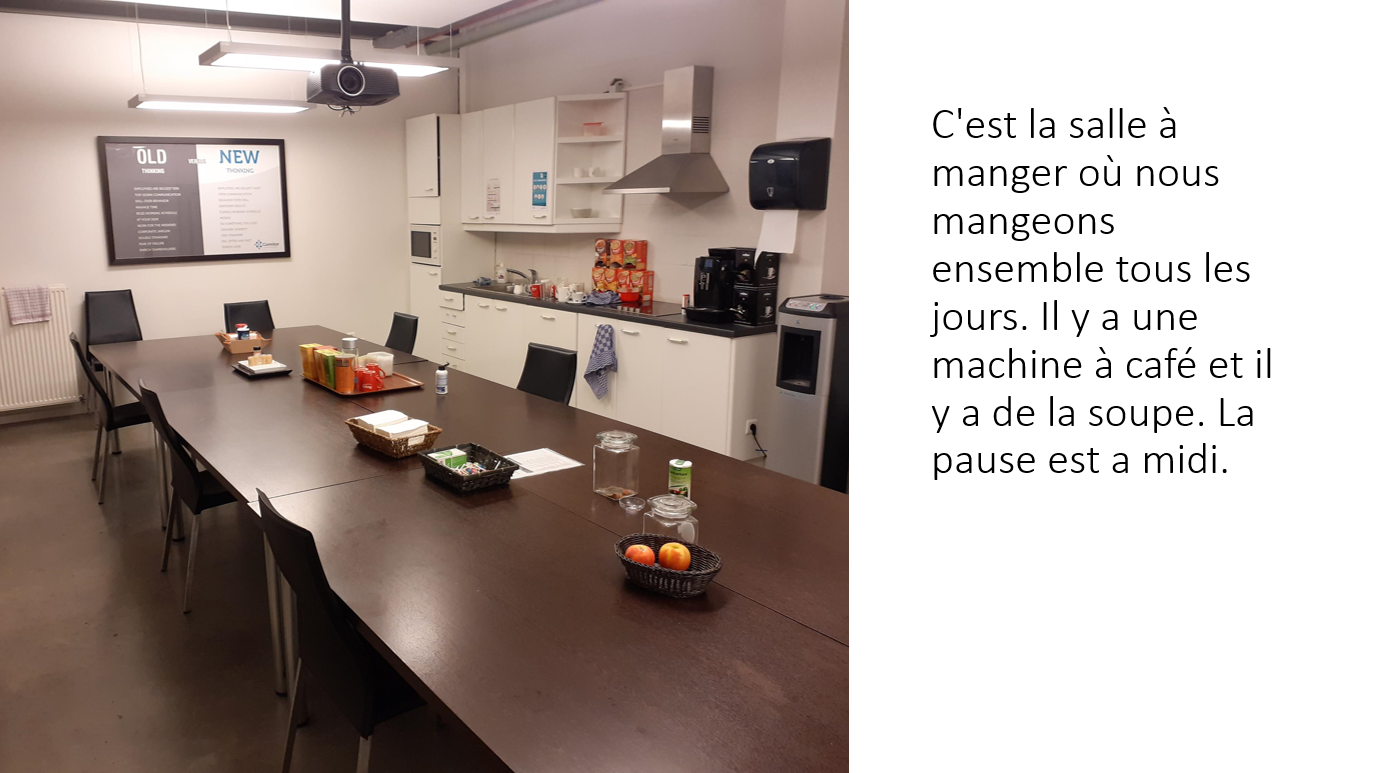 OLD
THINKING
VERSUS
NEW
THINKING
C'est la salle à
manger où nous
mangeons
ensemble tous les
jours. Il y a une
machine à café et il
y a de la soupe. La
pause est a midi.